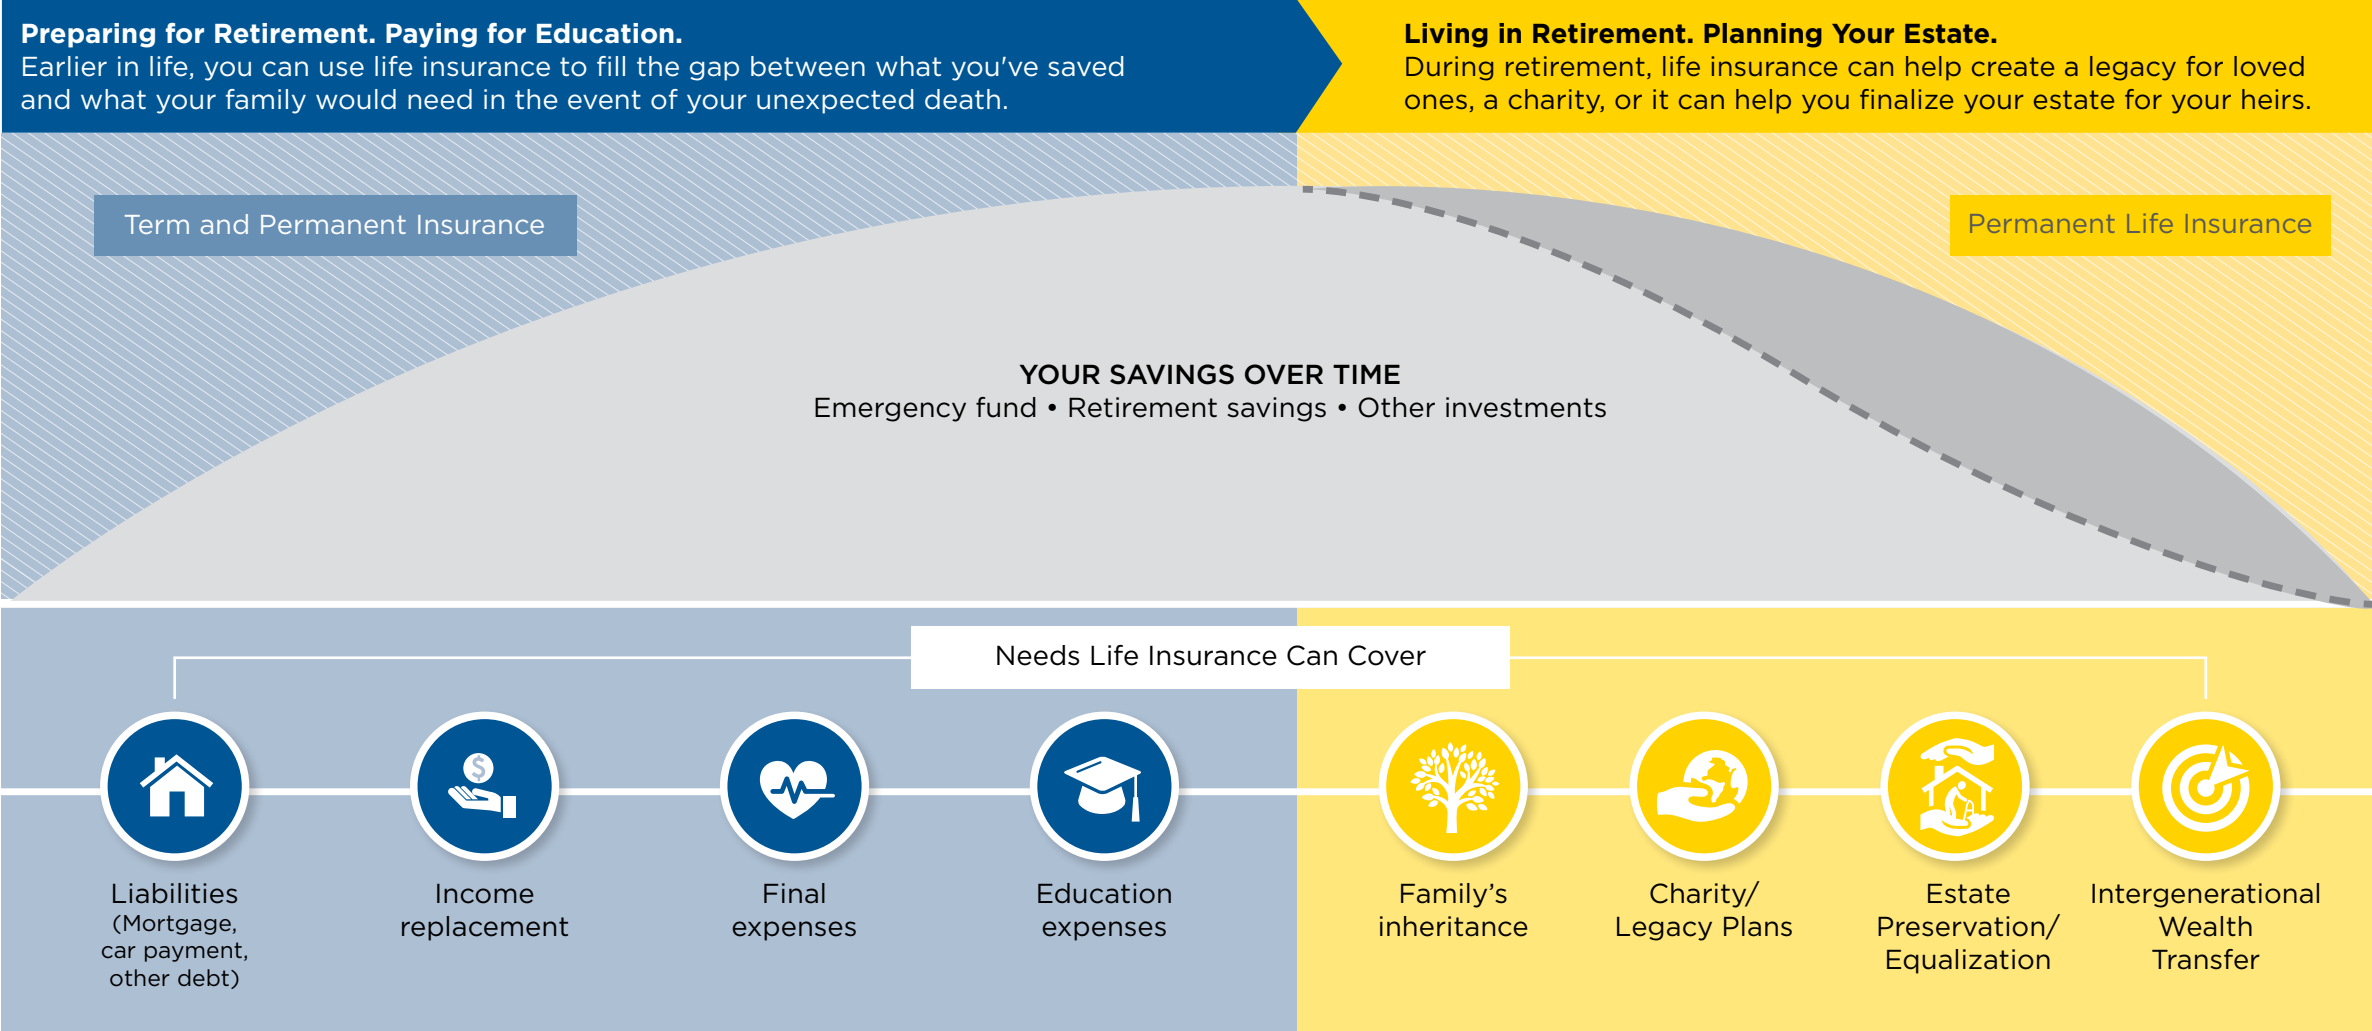 Preparing for Retirement. Paying for Education.
Earlier in life, you can use life insurance to fill the gap between what you've saved
and what your family would need in the event of your unexpected death.
Living in Retirement. Planning Your Estate.
During retirement, life insurance can help create a legacy for loved
ones, a charity, or it can help you finalize your estate for your heirs.
Term and Permanent Insurance
Permanent Life Insurance
YOUR SAVINGS OVER TIME
Emergency fund • Retirement savings • Other investments
Needs Life Insurance Can Cover
$
Liabilities
(Mortgage,
car payment,
other debt)
Income
replacement
Final
expenses
Education
expenses
Family’s
inheritance
Charity/
Legacy Plans
Estate
Preservation/
Equalization
Intergenerational
Wealth
Transfer